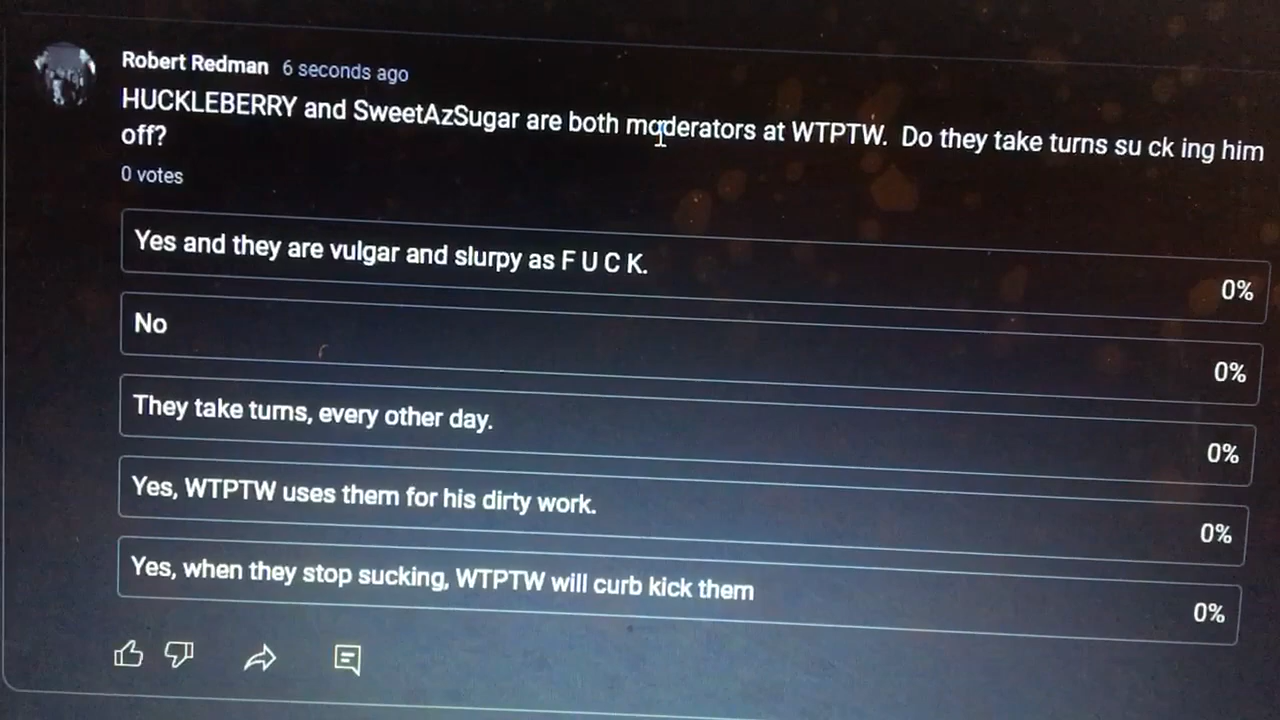 Robert Redman 6 seconds ago
HUCKLEBERRY and SweetAzSugar are both moderators at WTPTW. Do they take turns su ck ing him
off?
0 votes
Yes and they are vulgar and slurpy as F U C K.
0%
No
0%
They take turns, every other day.
0%
Yes, WTPTW uses them for his dirty work.
0%
Yes, when they stop sucking, WTPTW will curb kick them
0%